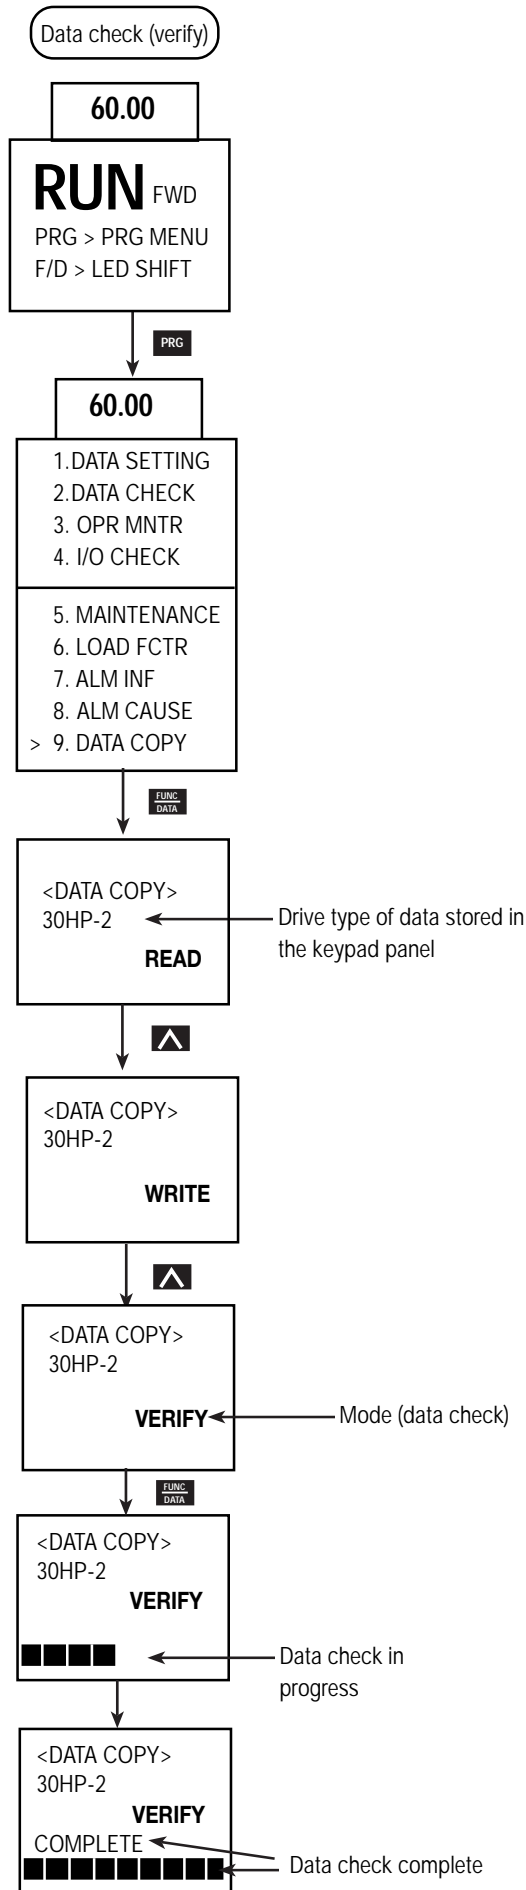 Data check (verify)
60.00
RUN FWD
PRG > PRG MENU
F/D > LED SHIFT
PRG
60.00
1.DATA SETTING
2.DATA CHECK
3. OPR MNTR
4. I/O CHECK
5. MAINTENANCE
6. LOAD FCTR
7. ALM INF
8. ALM CAUSE
> 9. DATA COPY
FUNC
DATA
<DATA COPY>
30HP-2
READ
Drive type of data stored in
the keypad panel
<DATA COPY>
30HP-2
WRITE
<DATA COPY>
30HP-2
VERIFY
Mode (data check)
FUNC
DATA
<DATA COPY>
30HP-2
VERIFY
Data check in
progress
<DATA COPY>
30HP-2
VERIFY
COMPLETE
Data check complete